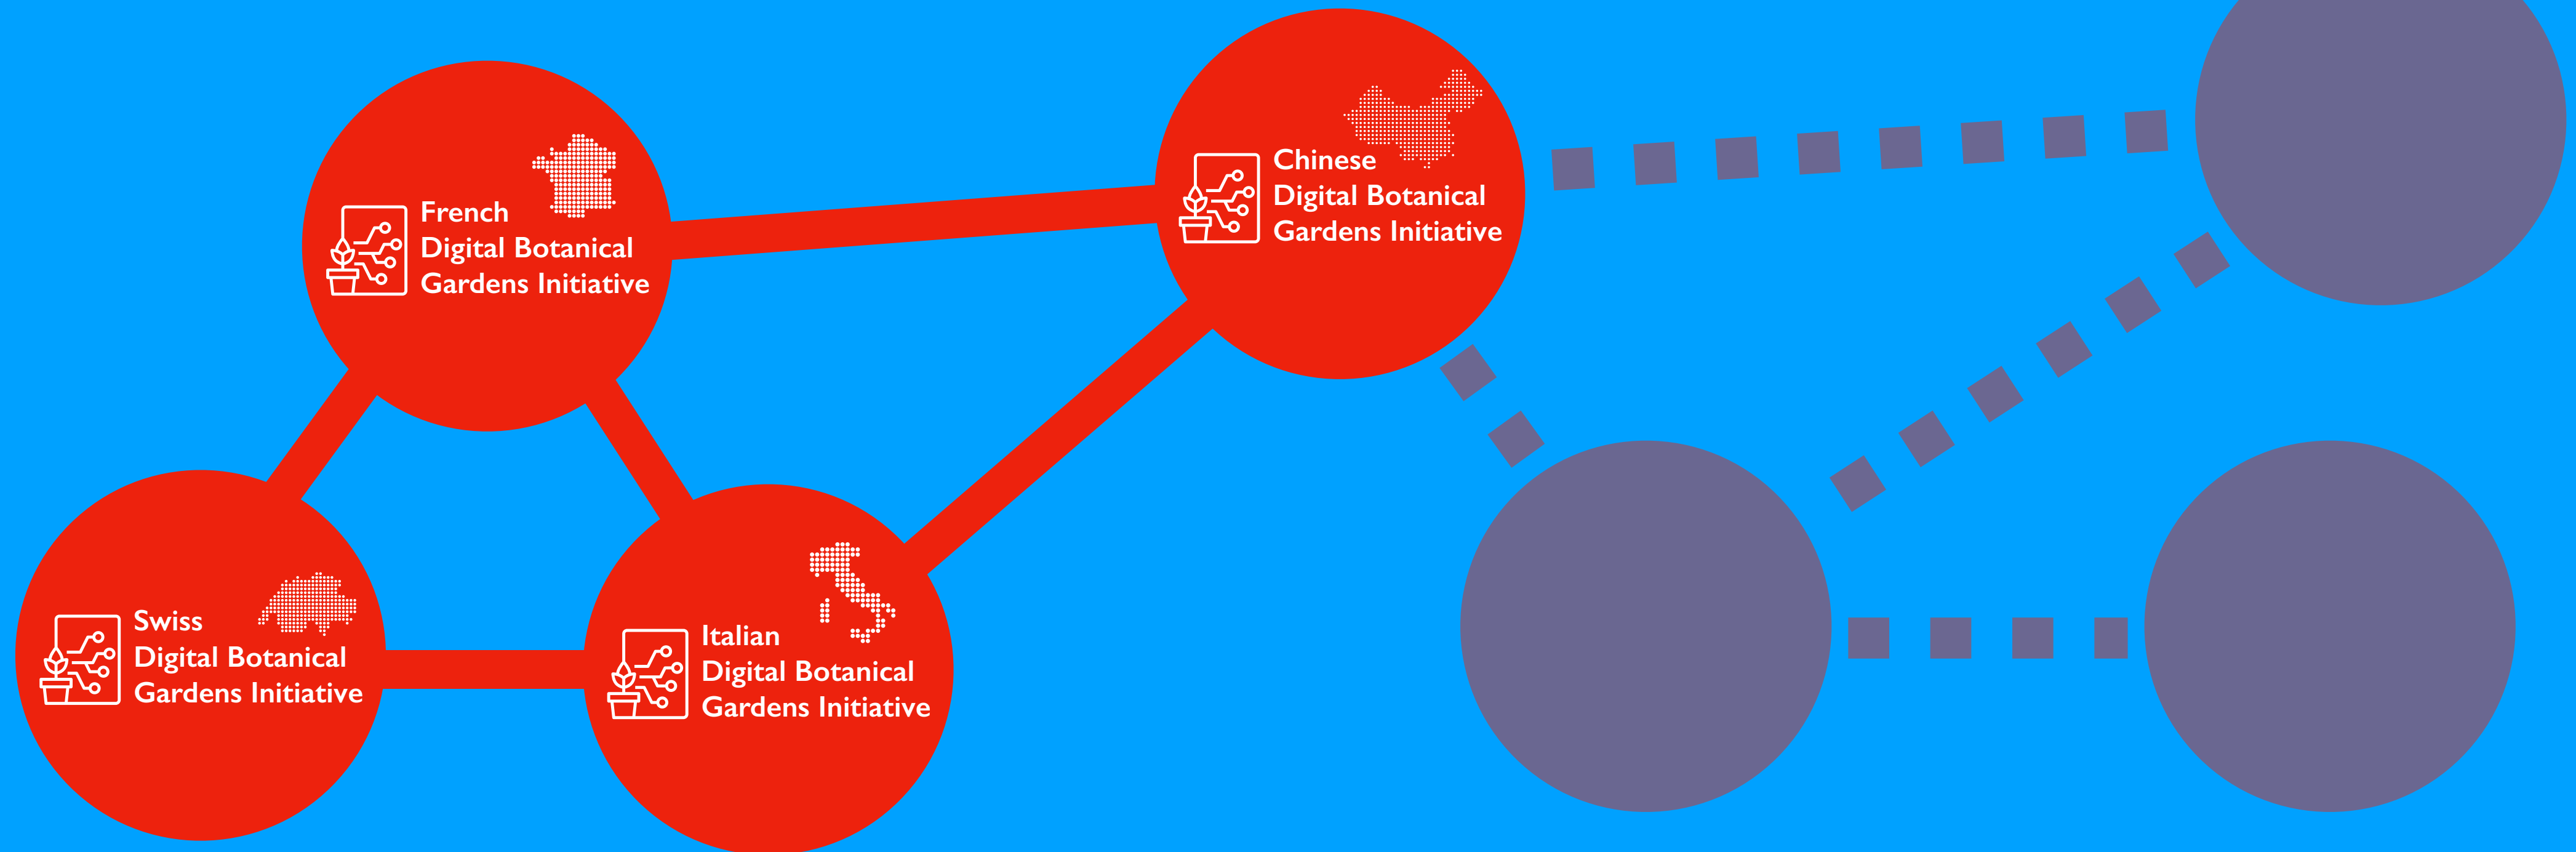 French
Digital Botanical
Gardens Initiative
Chinese
Digital Botanical
Gardens Initiative
Swiss
Digital Botanical
Gardens Initiative
Italian
Digital Botanical
Gardens Initiative